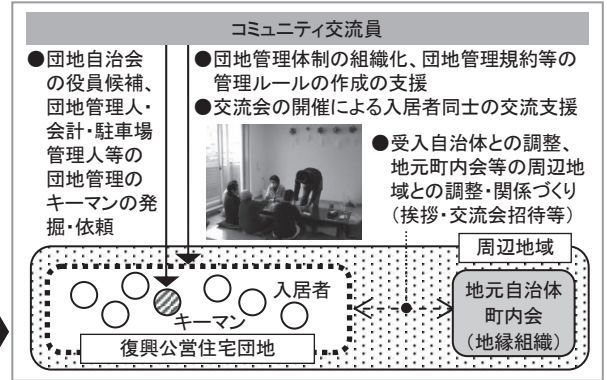 コミュニティ交流員
●団地自治会
の役員候補、
団地管理人・
会計・駐車場
管理人等の
団地管理の
キーマンの発
掘・依頼
●団地管理体制の組織化、団地管理規約等の
管理ルールの作成の支援
●交流会の開催による入居者同士の交流支援
●受入自治体との調整、
地元町内会等の周辺地
域との調整・関係づくり
（挨拶・交流会招待等）
周辺地域
入居者
キーマン
復興公営住宅団地
地元自治体
町内会
（地縁組織）